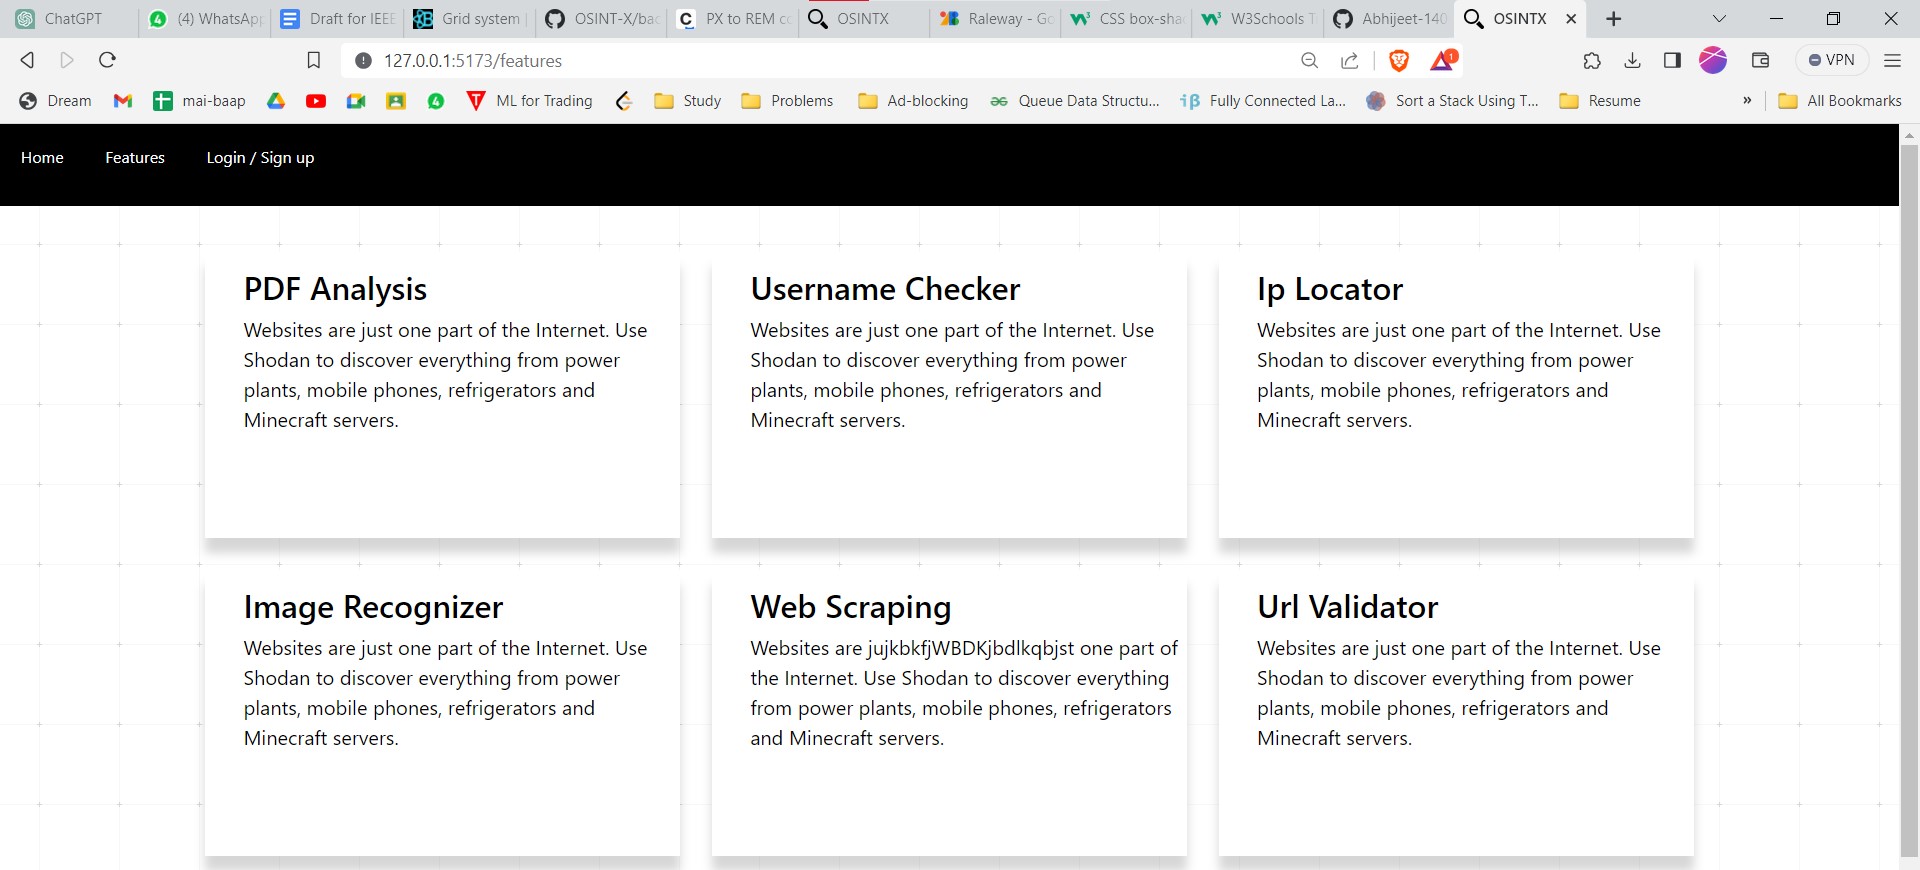 ChatGPT (4) WhatsApp Draft for IEEE Grid system OSINT-X/bac PX to REM co OSINTX Raleway - Go CSS box-sha W3Schools T Abhijeet-140 OSINTX
127.0.0.1:5173/features 1 VPN
Dream mai-baap ML for Trading Study Problems Ad-blocking Queue Data Structu... Fully Connected La... Sort a Stack Using T... Resume » All Bookmarks
Home Features Login / Sign up
PDF Analysis
Websites are just one part of the Internet. Use
Shodan to discover everything from power
plants, mobile phones, refrigerators and
Minecraft servers.
Username Checker
Websites are just one part of the Internet. Use
Shodan to discover everything from power
plants, mobile phones, refrigerators and
Minecraft servers.
Ip Locator
Websites are just one part of the Internet. Use
Shodan to discover everything from power
plants, mobile phones, refrigerators and
Minecraft servers.
Image Recognizer
Websites are just one part of the Internet. Use
Shodan to discover everything from power
plants, mobile phones, refrigerators and
Minecraft servers.
Web Scraping
Websites are jujkbkfjWBDKjbdlkqbjst one part of
the Internet. Use Shodan to discover everything
from power plants, mobile phones, refrigerators
and Minecraft servers.
Url Validator
Websites are just one part of the Internet. Use
Shodan to discover everything from power
plants, mobile phones, refrigerators and
Minecraft servers.